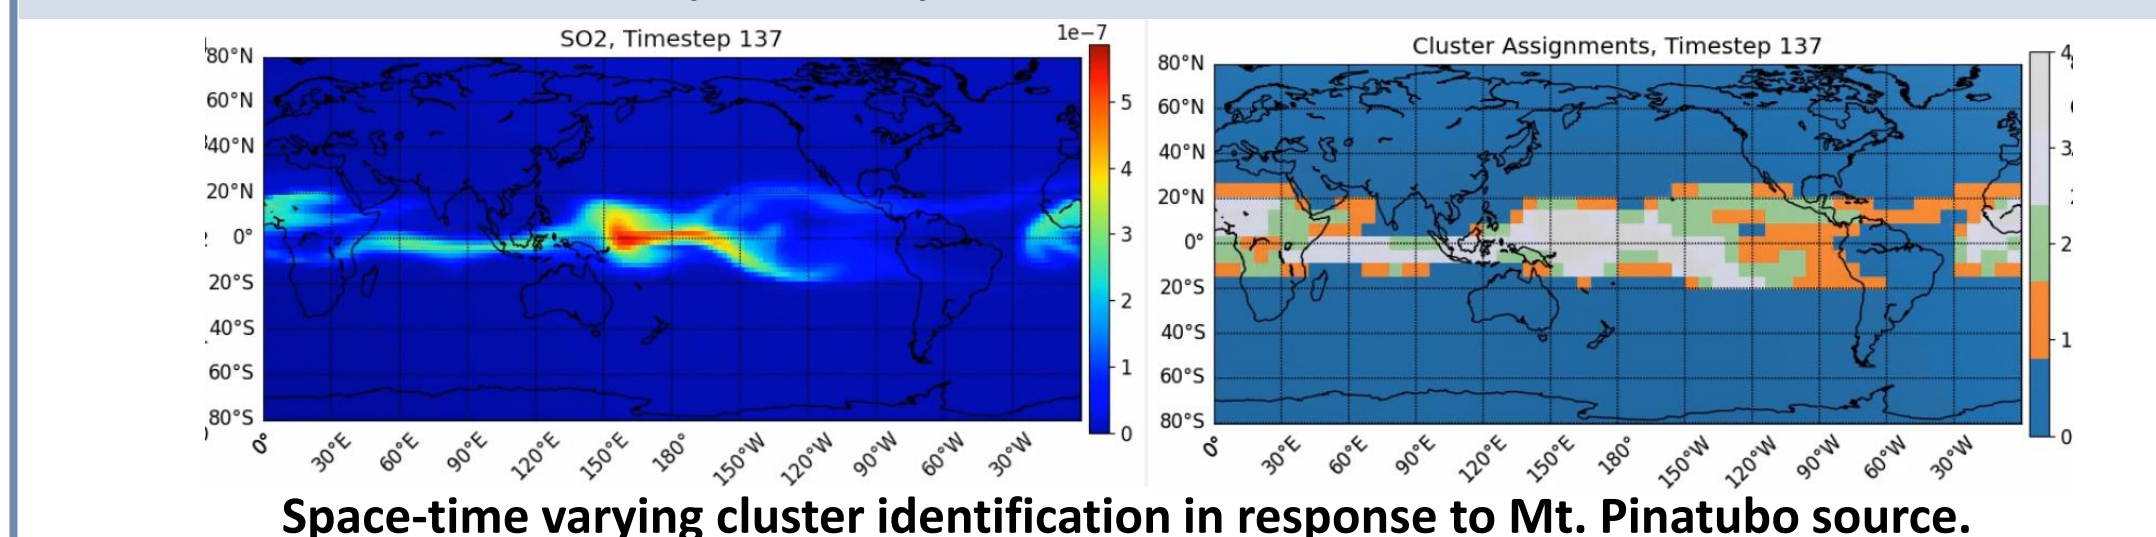 SO2, Timestep 137
1e−7
80°N
60°N
40°N
20°N
0°
20°S
40°S
60°S
80°S
0°
30°E
60°E
90°E
120°E
150°E
180°
150°W
120°W
90°W
60°W
30°W
5
4
3
2
1
0
Cluster Assignments, Timestep 137
80°N
60°N
40°N
20°N
0°
20°S
40°S
60°S
80°S
0°
30°E
60°E
90°E
120°E
150°E
180°
150°W
120°W
90°W
60°W
30°W
4
3
2
1
0
Space-time varying cluster identification in response to Mt. Pinatubo source.